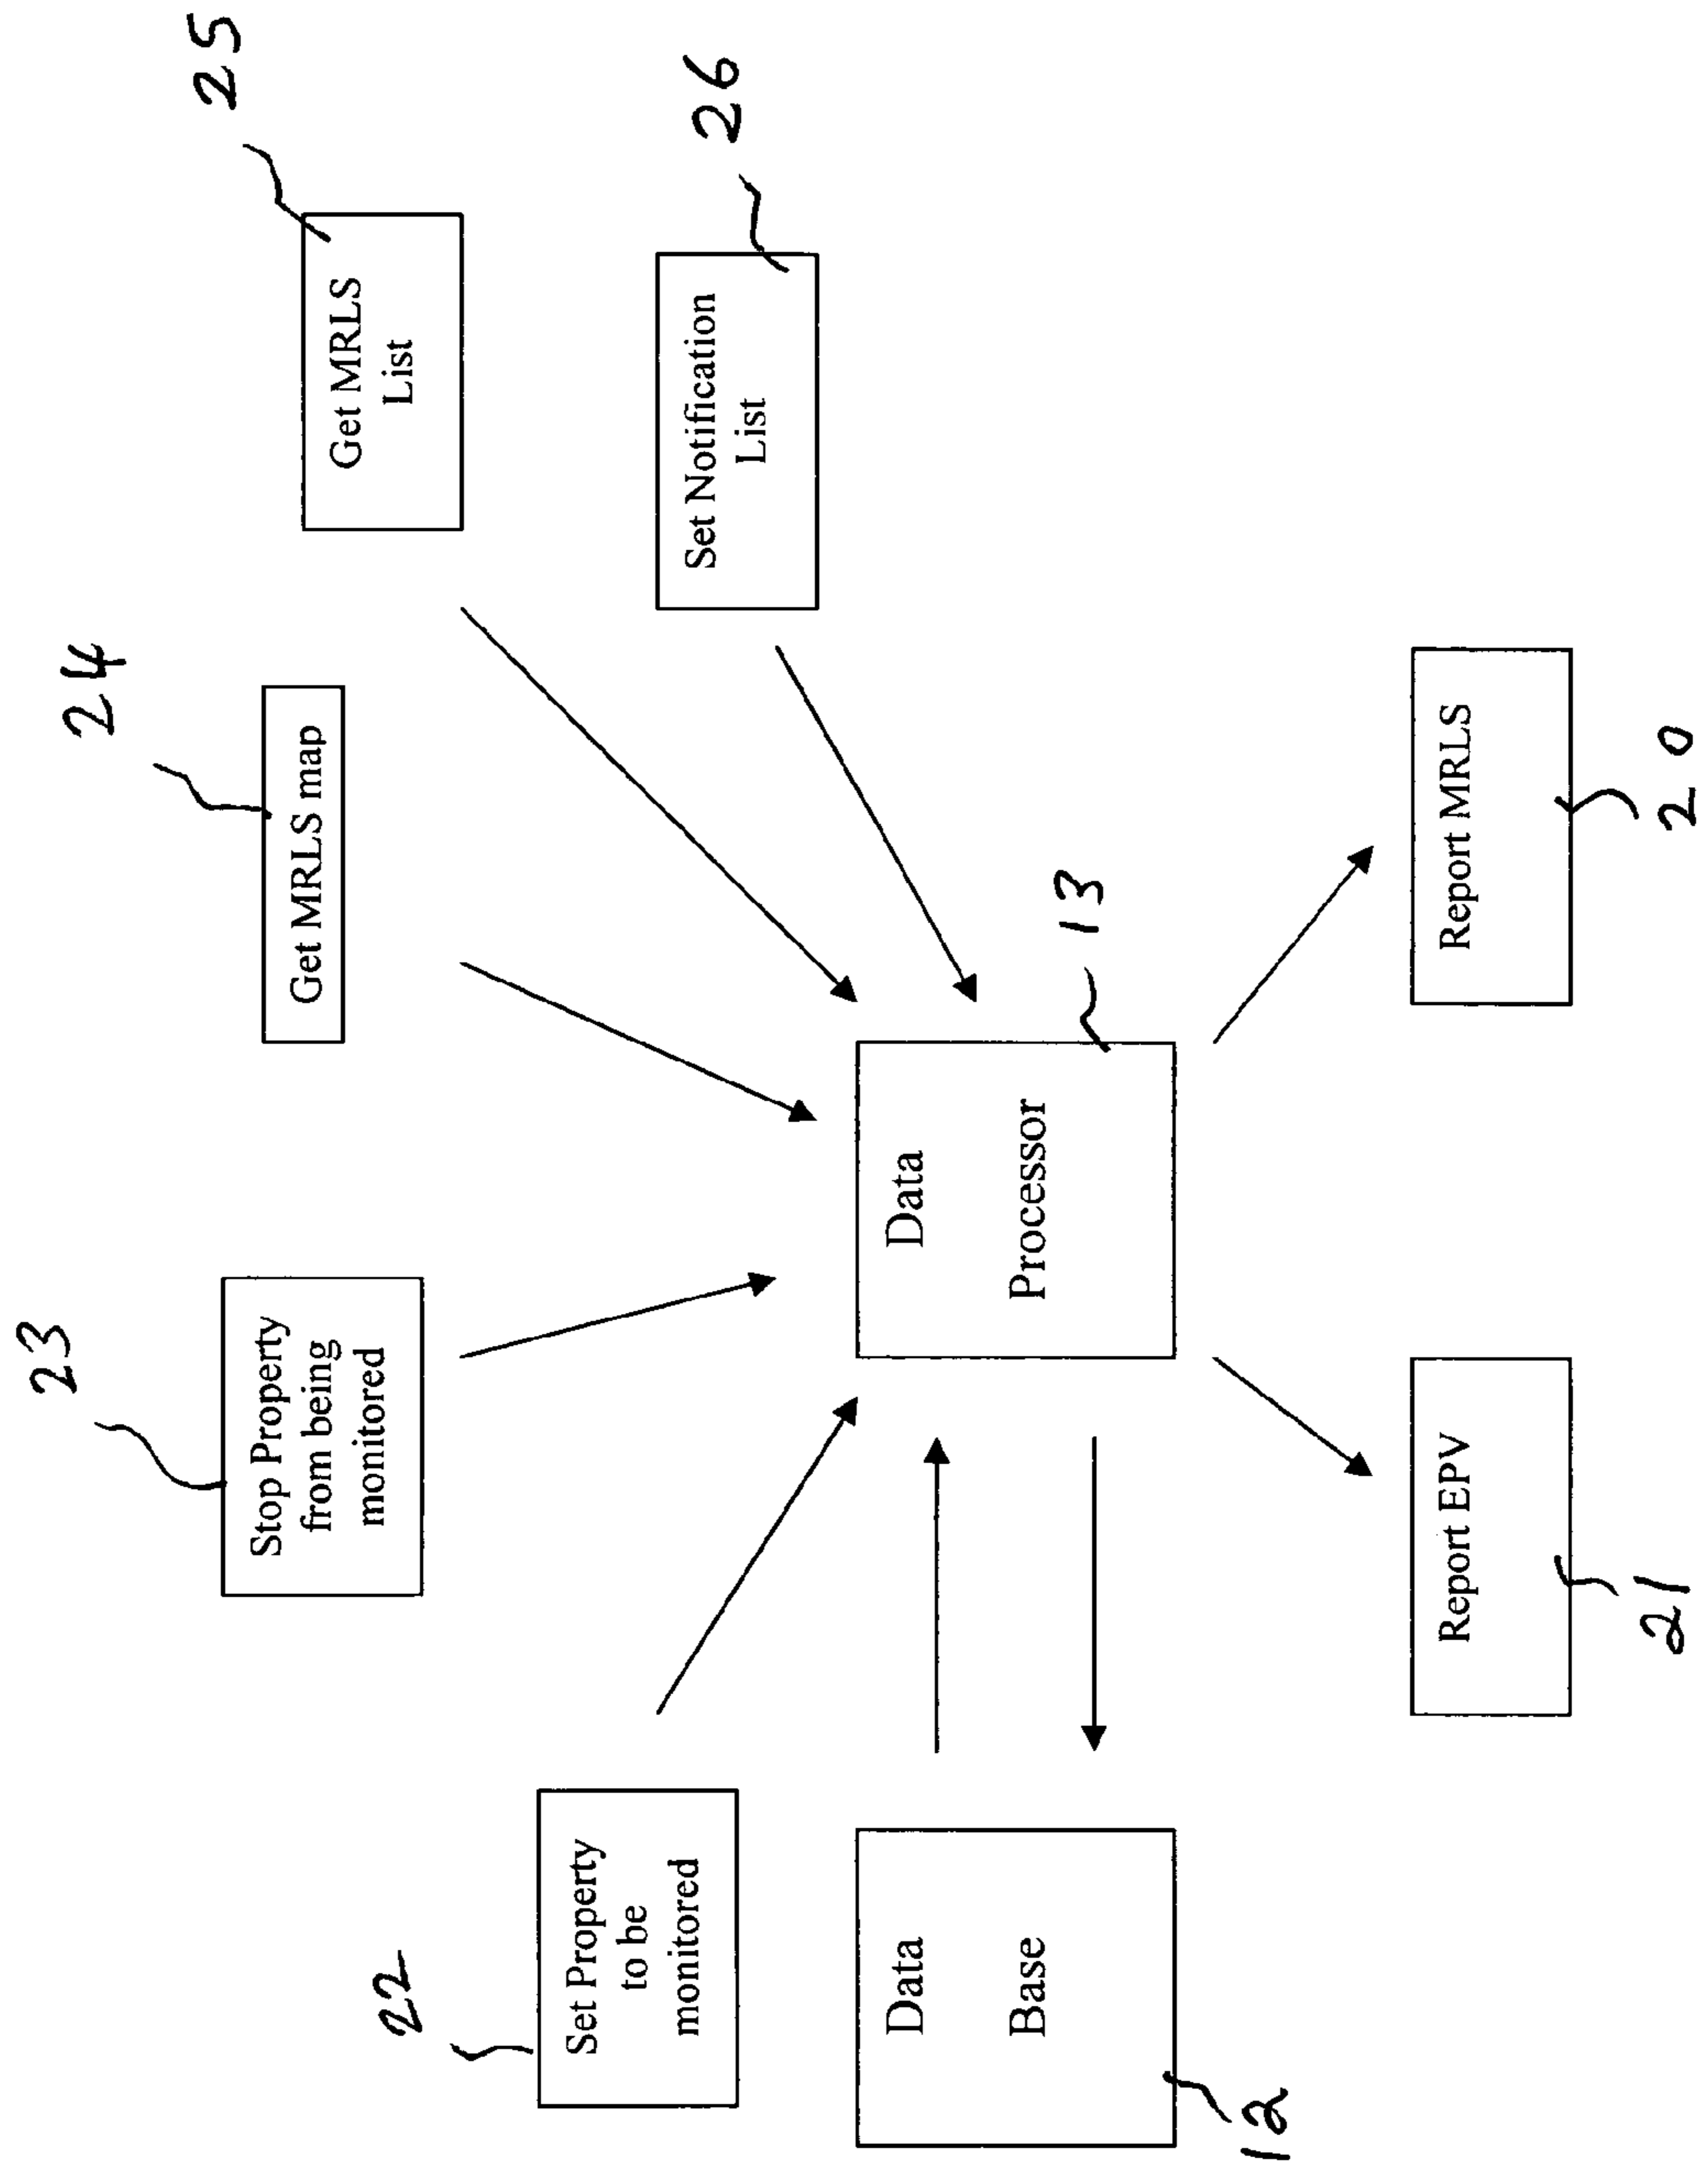 23
Stop Property
from being
monitored
24
Get MRLS map
25
Get MRLS
List
22
Set Property
to be
monitored
26
Set Notification
List
Data
Base
12
Data
Processor
13
Report EPV
21
Report MRLS
20